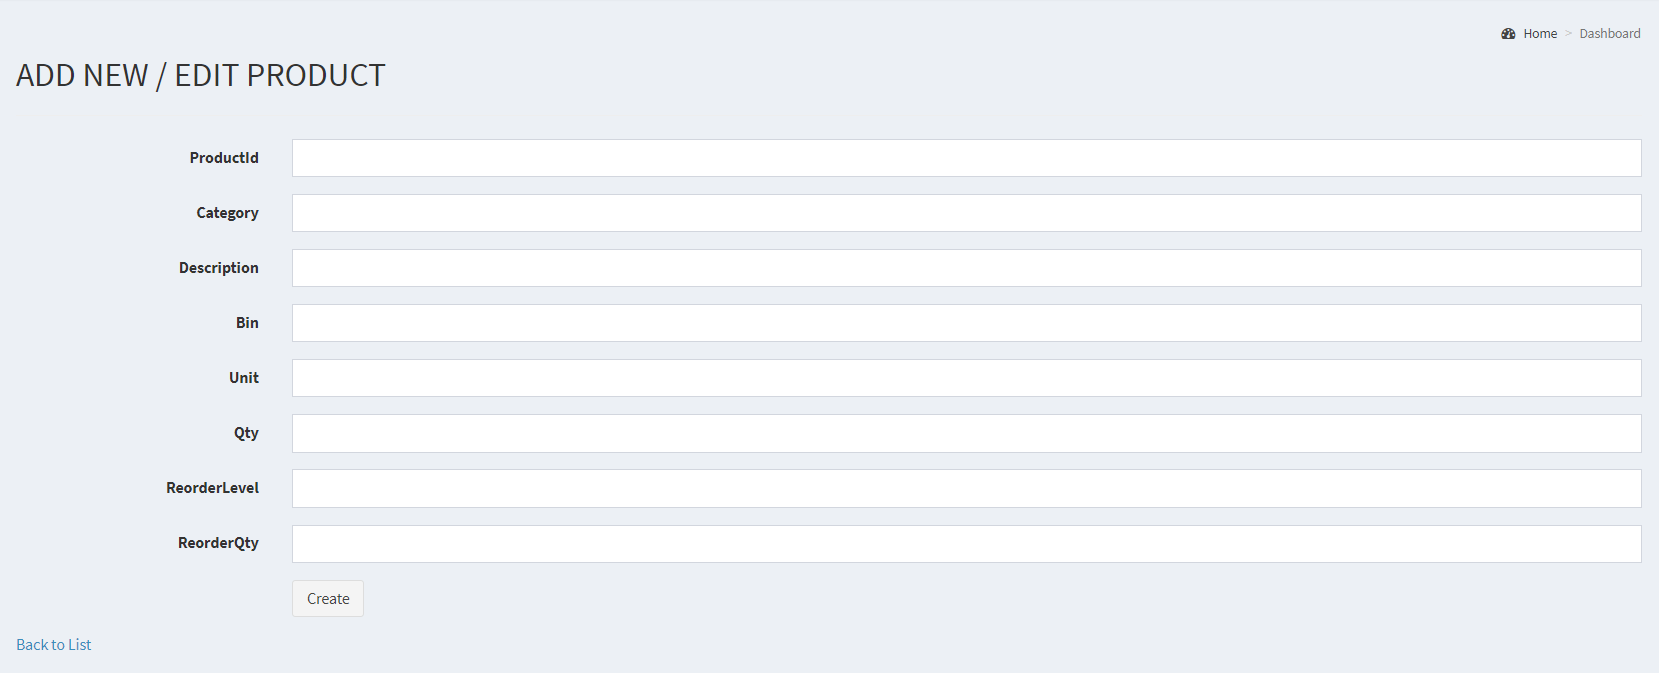 Home > Dashboard
ADD NEW / EDIT PRODUCT
ProductId
Category
Description
Bin
Unit
Qty
ReorderLevel
ReorderQty
Create
Back to List